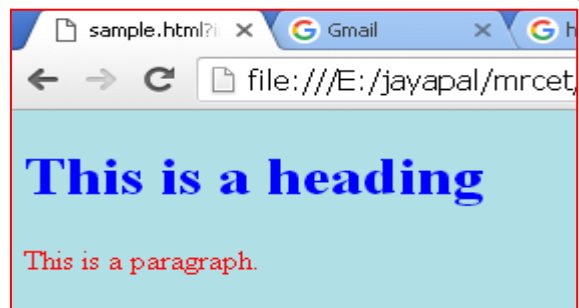 sample.html?i Gmail h
file:///E:/jayapal/mrcet,
This is a heading
This is a paragraph.